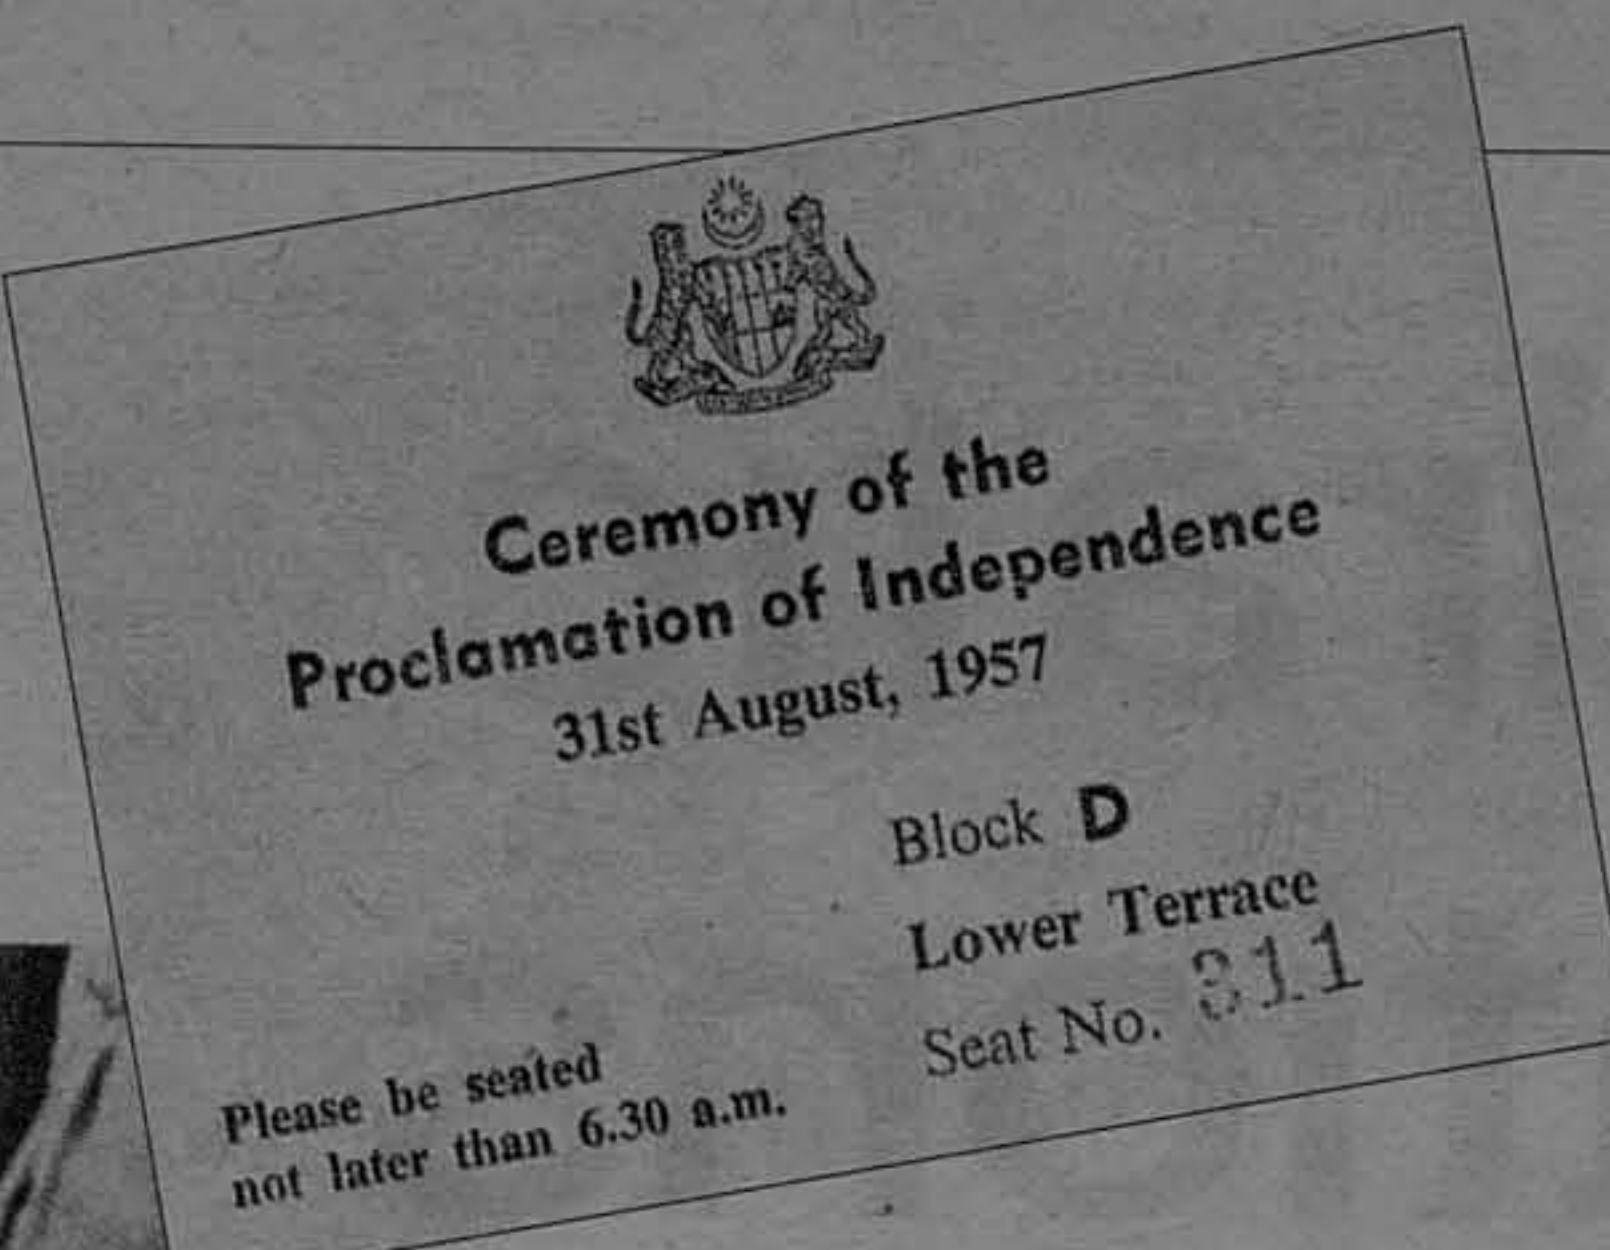 Ceremony of the
Proclamation of Independence
31st August, 1957
Block D
Lower Terrace
Seat No.
Please be seated
not later than 6.30 a.m.